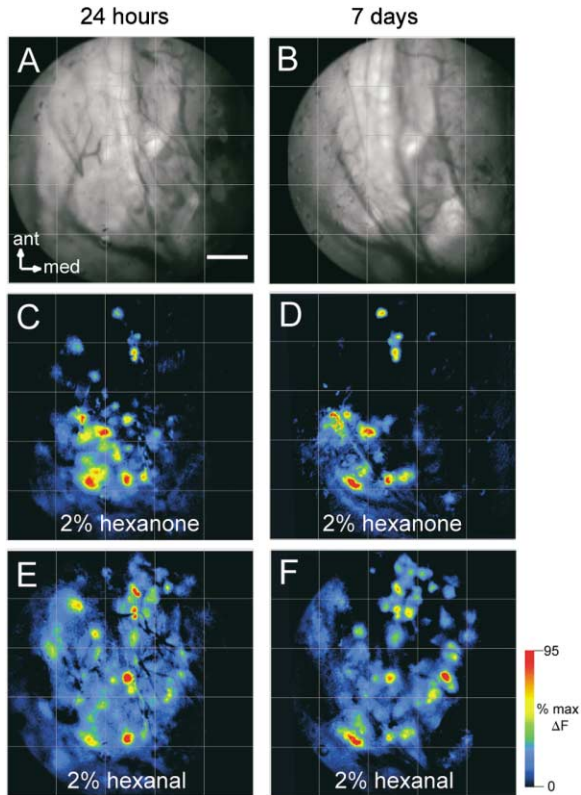 24 hours
7 days
A
B
ant
med
C
D
2% hexanone
2% hexanone
E
F
95
% max
ΔF
0
2% hexanal
2% hexanal